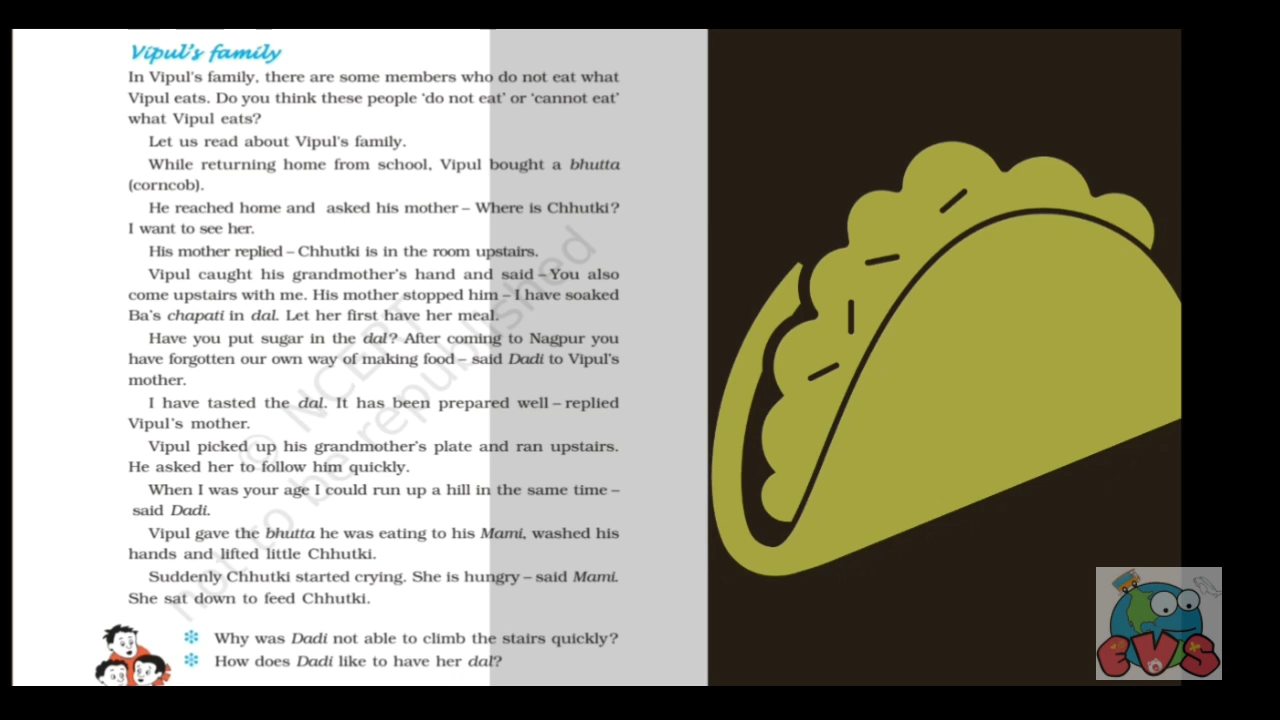 Vipul's family
In Vipul's family, there are some members who do not eat what
Vipul eats. Do you think these people 'do not eat' or 'cannot eat'
what Vipul eats?
Let us read about Vipul's family.
While returning home from school, Vipul bought a bhutta
(corncob).
He reached home and asked his mother – Where is Chhutki?
I want to see her.
His mother replied – Chhutki is in the room upstairs.
Vipul caught his grandmother's hand and said – You also
come upstairs with me. His mother stopped him – I have soaked
Ba's chapati in dal. Let her first have her meal.
Have you put sugar in the dal? After coming to Nagpur you
have forgotten our own way of making food – said Dadi to Vipul's
mother.
I have tasted the dal. It has been prepared well – replied
Vipul's mother.
Vipul picked up his grandmother's plate and ran upstairs.
He asked her to follow him quickly.
When I was your age I could run up a hill in the same time –
said Dadi.
Vipul gave the bhutta he was eating to his Mami, washed his
hands and lifted little Chhutki.
Suddenly Chhutki started crying. She is hungry – said Mami.
She sat down to feed Chhutki.
Why was Dadi not able to climb the stairs quickly?
How does Dadi like to have her dal?
© NCERT
not to be republished
EVS